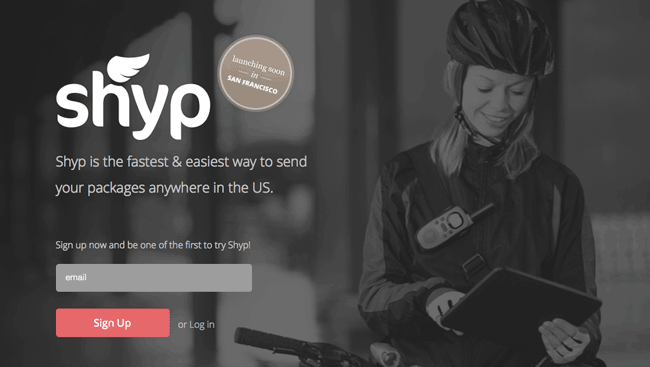 shyp
launching soon
in
SAN FRANCISCO
Shyp is the fastest & easiest way to send
your packages anywhere in the US.
Sign up now and be one of the first to try Shyp!
email
Sign Up or Log in